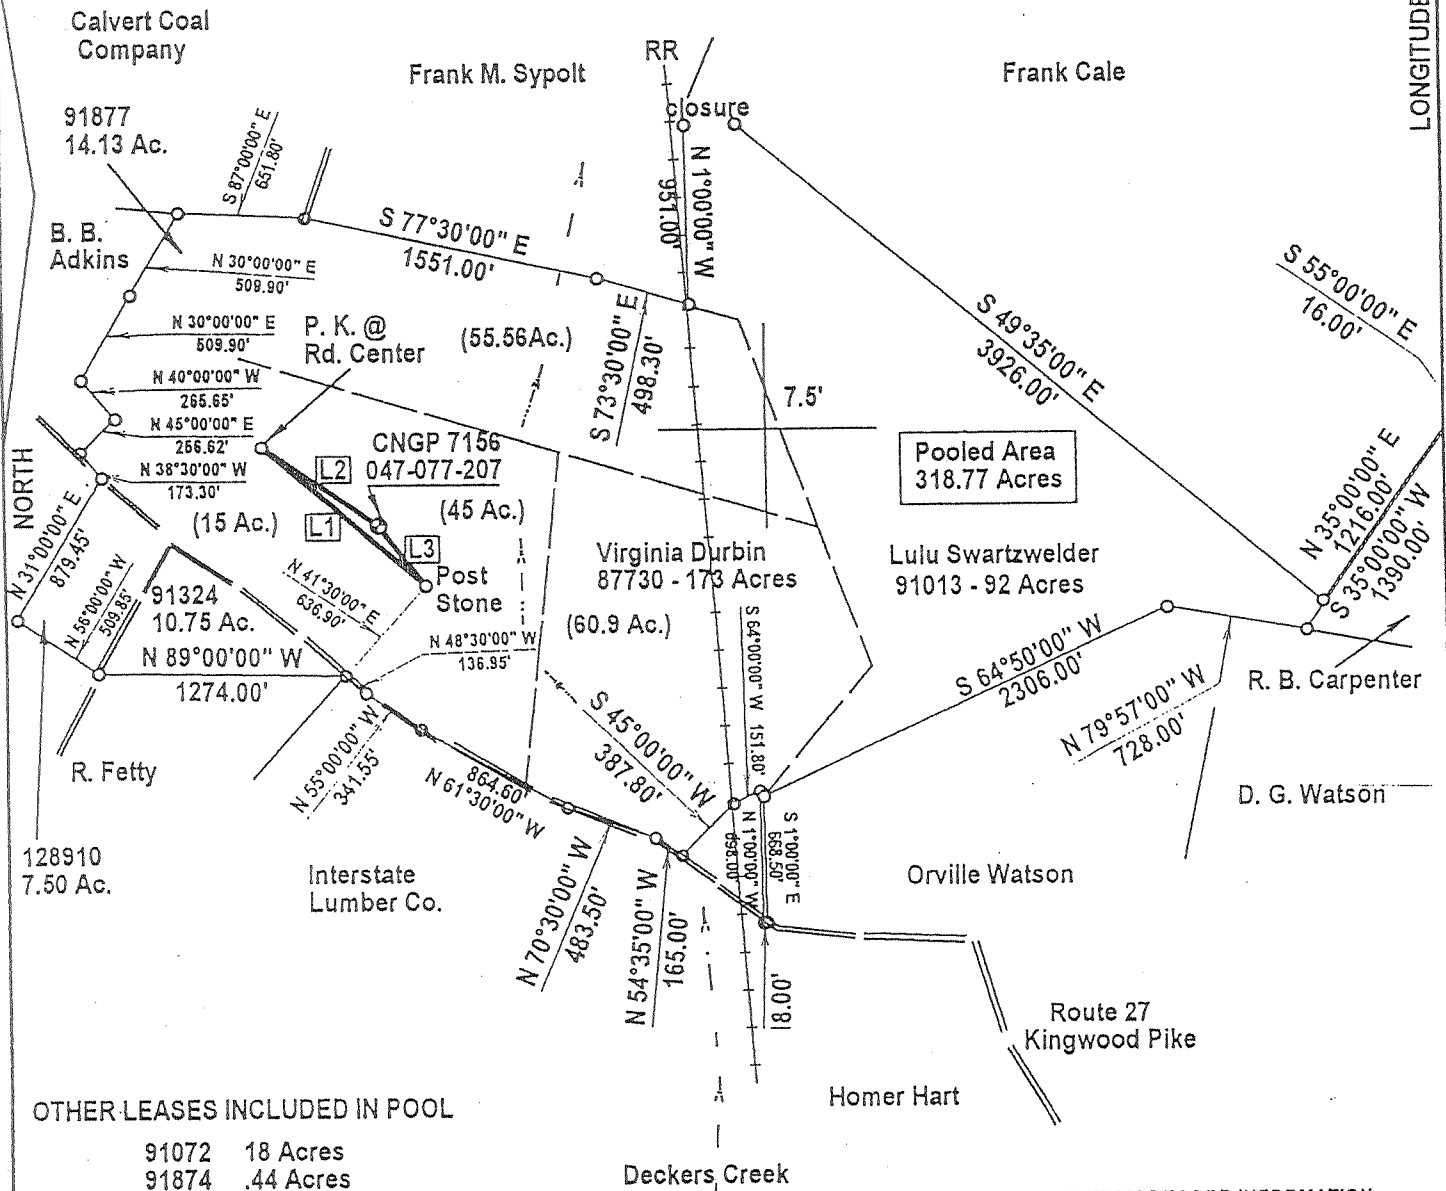 Calvert Coal
Company
Frank M. Sypolt
RR
Frank Cale
LONGITUDE
closure
91877
14.13 Ac.
S 87°00'00" E
651.80'
B. B.
Adkins
S 77°30'00" E
1551.00'
N 1°00'00" W
951.00'
N 30°00'00" E
509.90'
N 30°00'00" E
509.90'
P. K. @
Rd. Center
(55.56Ac.)
S 73°30'00" E
498.30'
S 49°35'00" E
3926.00'
S 55°00'00" E
16.00'
N 40°00'00" W
265.65'
7.5'
N 45°00'00" E
256.62'
CNGP 7156
L2
047-077-207
Pooled Area
318.77 Acres
N 38°30'00" W
173.30'
NORTH
(15 Ac.)
L1
(45 Ac.)
L3
N 35°00'00" E
1216.00'
S 35°00'00" W
1390.00'
N 31°00'00" E
879.45'
Virginia Durbin
87730 - 173 Acres
Lulu Swartzwelder
91013 - 92 Acres
Post
Stone
N 41°30'00" E
636.90'
N 56°00'00" W
509.85'
91324
10.75 Ac.
(60.9 Ac.)
N 48°30'00" W
136.95'
S 64°00'00" W 151.80'
N 89°00'00" W
1274.00'
S 64°50'00" W
2306.00'
R. B. Carpenter
N 79°57'00" W
728.00'
S 45°00'00" W
387.80'
R. Fetty
N 55°00'00" W
341.55'
864.60'
N 61°30'00" W
D. G. Watson
S 1°00'00" E
668.50'
N 1°00'00" W
698.00'
128910
7.50 Ac.
Interstate
Lumber Co.
Orville Watson
N 70°30'00" W
483.50'
N 54°35'00" W
165.00'
18.00'
Route 27
Kingwood Pike
Homer Hart
OTHER LEASES INCLUDED IN POOL
91072 18 Acres
91874 .44 Acres
Deckers Creek